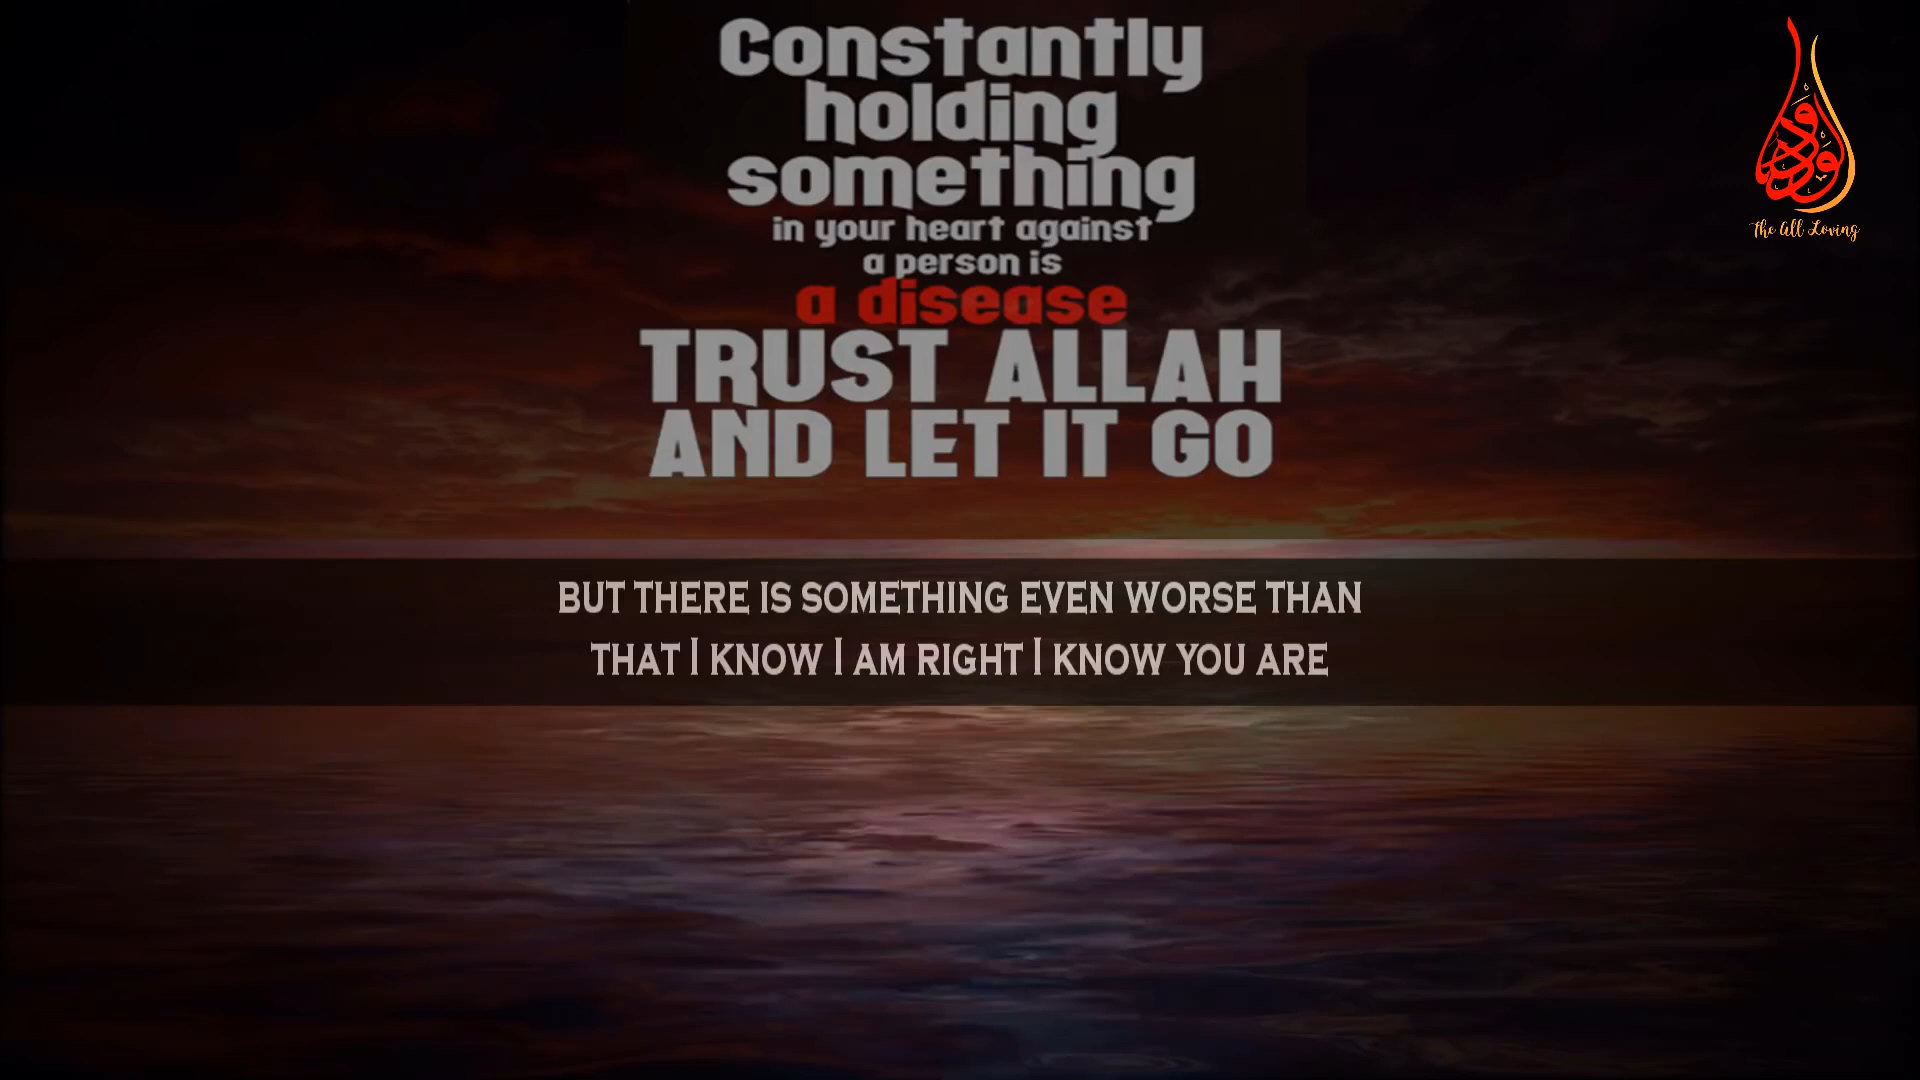 Constantly
holding
something
in your heart against
a person is
a disease
TRUST ALLAH
AND LET IT GO
The All Loving
BUT THERE IS SOMETHING EVEN WORSE THAN
THAT I KNOW I AM RIGHT I KNOW YOU ARE